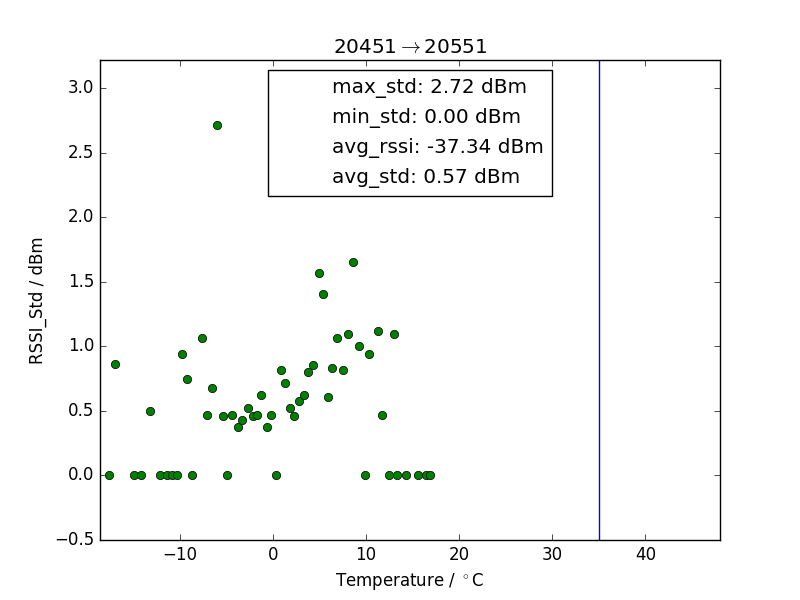 20451→20551
max_std: 2.72 dBm
min_std: 0.00 dBm
avg_rssi: -37.34 dBm
avg_std: 0.57 dBm
3.0
2.5
2.0
1.5
1.0
0.5
0.0
−0.5
RSSI_Std / dBm
−10 0 10 20 30 40
Temperature / °C